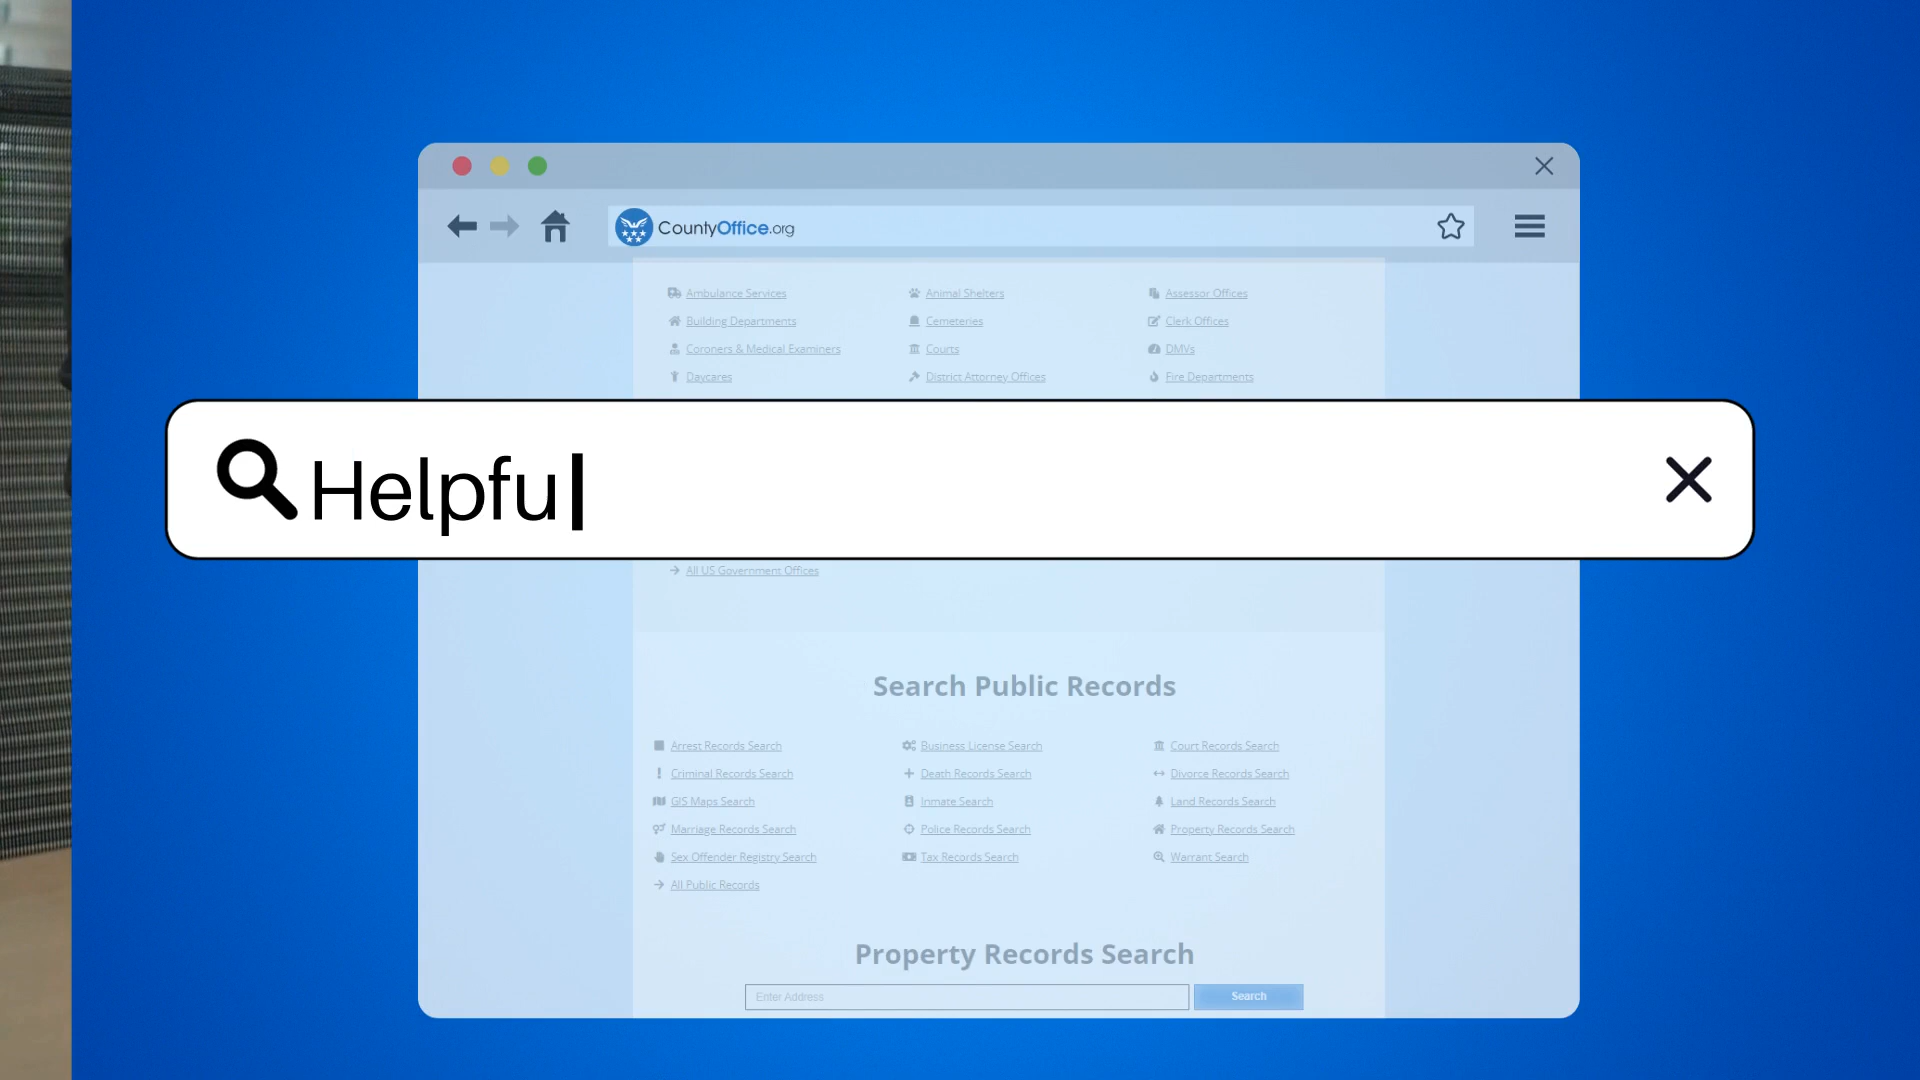 CountyOffice.org
Ambulance Services Animal Shelters Assessor Offices
Building Departments Cemeteries Clerk Offices
Coroners & Medical Examiners Courts DMVs
Daycares District Attorney Offices Fire Departments
Helpfu
All US Government Offices
Search Public Records
Arrest Records Search Business License Search Court Records Search
Criminal Records Search Death Records Search Divorce Records Search
GIS Maps Search Inmate Search Land Records Search
Marriage Records Search Police Records Search Property Records Search
Sex Offender Registry Search Tax Records Search Warrant Search
All Public Records
Property Records Search
Enter Address Search